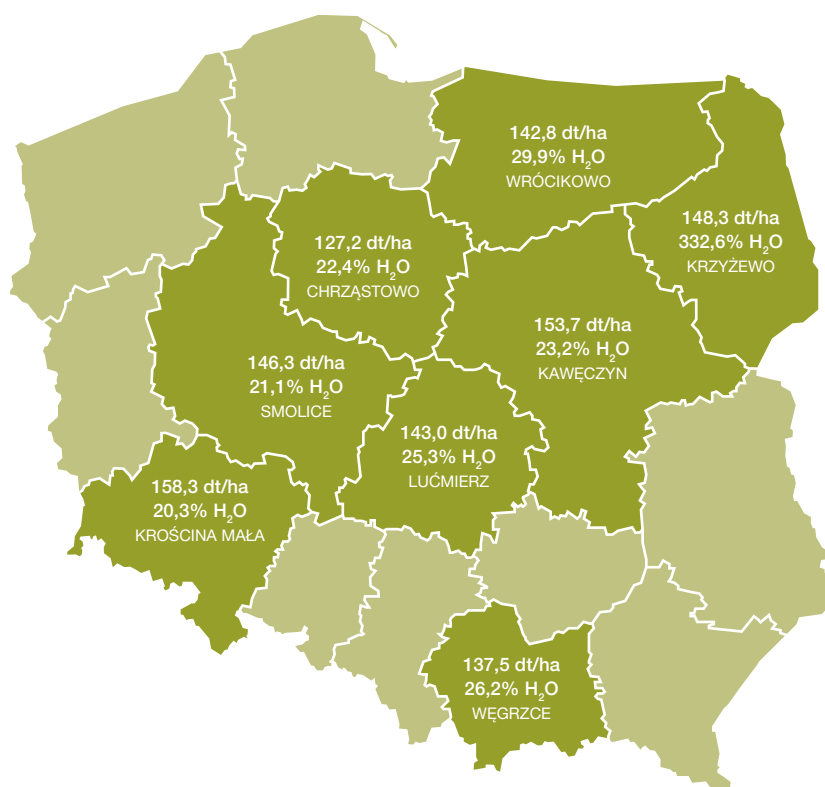 142,8 dt/ha
29,9% H₂O
WRÓCIKOWO
148,3 dt/ha
332,6% H₂O
KRZYŻEWO
127,2 dt/ha
22,4% H₂O
CHRZĄSTOWO
153,7 dt/ha
23,2% H₂O
KAWĘCZYN
146,3 dt/ha
21,1% H₂O
SMOLICE
143,0 dt/ha
25,3% H₂O
LUĆMIERZ
158,3 dt/ha
20,3% H₂O
KROŚCINA MAŁA
137,5 dt/ha
26,2% H₂O
WĘGRZCE